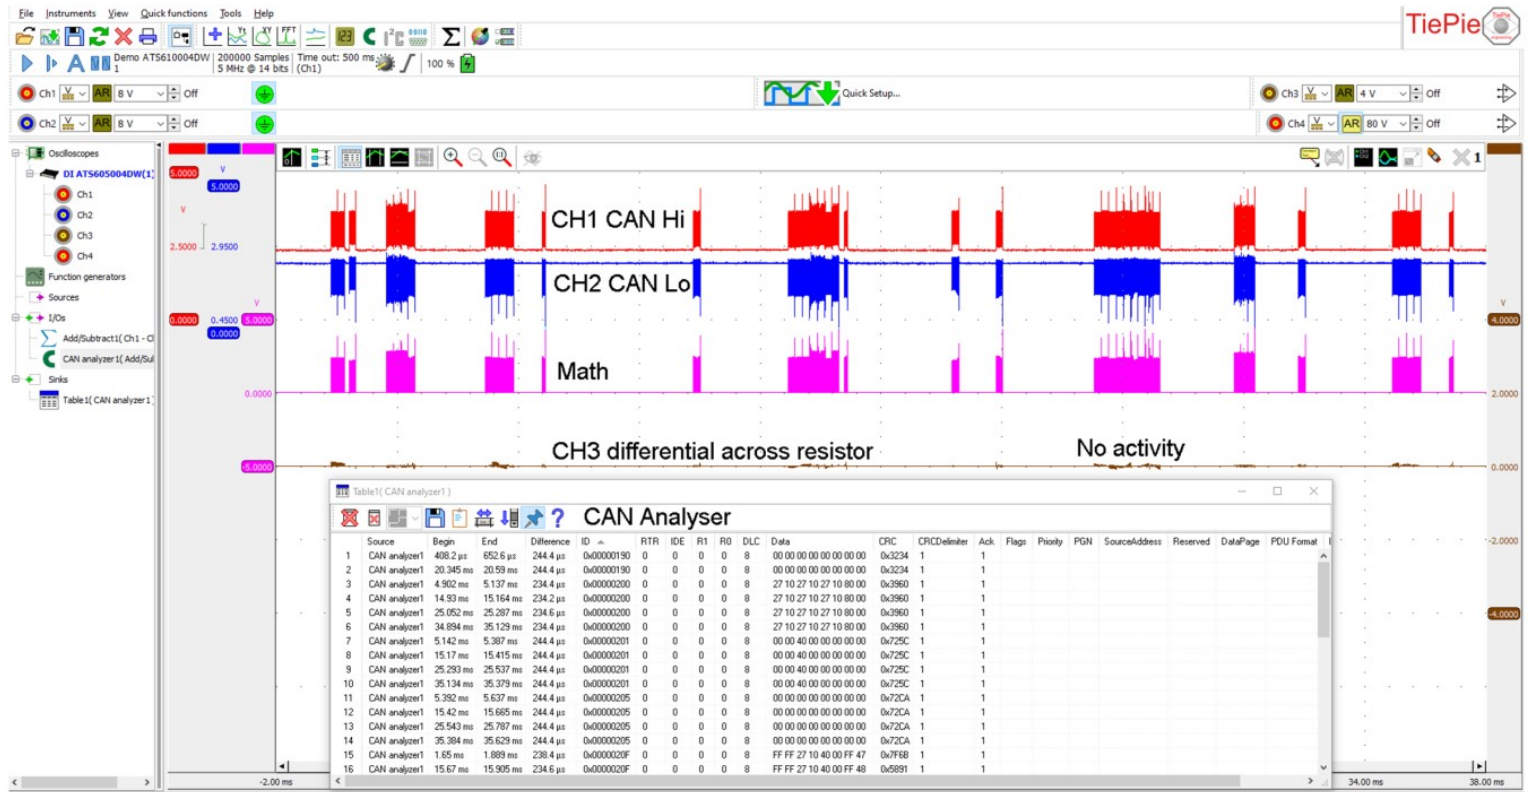 File Instruments View Quick functions Tools Help
TiePie
Demo ATS610004DW 200000 Samples Time out: 500 ms 100 %
1 5 MHz @ 14 bits (Ch1)
Ch1 AR 8 V Off Quick Setup... Ch3 AR 4 V Off
Ch2 AR 8 V Off Ch4 AR 80 V Off
Oscilloscopes
DI ATS605004DW(1)
Ch1
Ch2
Ch3
Ch4
Function generators
Sources
I/Os
Add/Subtract1( Ch1 - Cl
CAN analyzer1( Add/Sul
Sinks
Table1( CAN analyzer1 )
5.0000 V
5.0000
V
2.5000 2.9500
V
0.0000 0.4500 5.0000
0.0000
0.0000
-5.0000
1
CH1 CAN Hi
CH2 CAN Lo
Math
CH3 differential across resistor No activity
V
4.0000
2.0000
0.0000
-2.0000
-4.0000
Table1( CAN analyzer1 )
CAN Analyser
Source Begin End Difference ID RTR IDE R1 R0 DLC Data CRC CRCDelimiter Ack Flags Priority PGN SourceAddress Reserved DataPage PDU Format
1 CAN analyzer1 408.2 µs 652.6 µs 244.4 µs 0x00000190 0 0 0 0 8 00 00 00 00 00 00 00 00 0x3234 1 1
2 CAN analyzer1 20.345 ms 20.59 ms 244.4 µs 0x00000190 0 0 0 0 8 00 00 00 00 00 00 00 00 0x3234 1 1
3 CAN analyzer1 4.902 ms 5.137 ms 234.4 µs 0x00000200 0 0 0 0 8 27 10 27 10 27 10 80 00 0x3960 1 1
4 CAN analyzer1 14.93 ms 15.164 ms 234.2 µs 0x00000200 0 0 0 0 8 27 10 27 10 27 10 80 00 0x3960 1 1
5 CAN analyzer1 25.052 ms 25.287 ms 234.6 µs 0x00000200 0 0 0 0 8 27 10 27 10 27 10 80 00 0x3960 1 1
6 CAN analyzer1 34.894 ms 35.129 ms 234.4 µs 0x00000200 0 0 0 0 8 27 10 27 10 27 10 80 00 0x3960 1 1
7 CAN analyzer1 5.142 ms 5.387 ms 244.4 µs 0x00000201 0 0 0 0 8 00 00 40 00 00 00 00 00 0x725C 1 1
8 CAN analyzer1 15.17 ms 15.415 ms 244.4 µs 0x00000201 0 0 0 0 8 00 00 40 00 00 00 00 00 0x725C 1 1
9 CAN analyzer1 25.293 ms 25.537 ms 244.4 µs 0x00000201 0 0 0 0 8 00 00 40 00 00 00 00 00 0x725C 1 1
10 CAN analyzer1 35.134 ms 35.379 ms 244.4 µs 0x00000201 0 0 0 0 8 00 00 40 00 00 00 00 00 0x725C 1 1
11 CAN analyzer1 5.392 ms 5.637 ms 244.4 µs 0x00000205 0 0 0 0 8 00 00 00 00 00 00 00 00 0x72CA 1 1
12 CAN analyzer1 15.42 ms 15.665 ms 244.4 µs 0x00000205 0 0 0 0 8 00 00 00 00 00 00 00 00 0x72CA 1 1
13 CAN analyzer1 25.543 ms 25.787 ms 244.4 µs 0x00000205 0 0 0 0 8 00 00 00 00 00 00 00 00 0x72CA 1 1
14 CAN analyzer1 35.384 ms 35.629 ms 244.4 µs 0x00000205 0 0 0 0 8 00 00 00 00 00 00 00 00 0x72CA 1 1
15 CAN analyzer1 1.65 ms 1.889 ms 238.4 µs 0x0000020F 0 0 0 0 8 FF FF 27 10 40 00 FF 47 0x7F6B 1 1
16 CAN analyzer1 15.67 ms 15.905 ms 234.6 µs 0x0000020F 0 0 0 0 8 FF FF 27 10 40 00 FF 48 0x5891 1 1
-2.00 ms 34.00 ms 38.00 ms